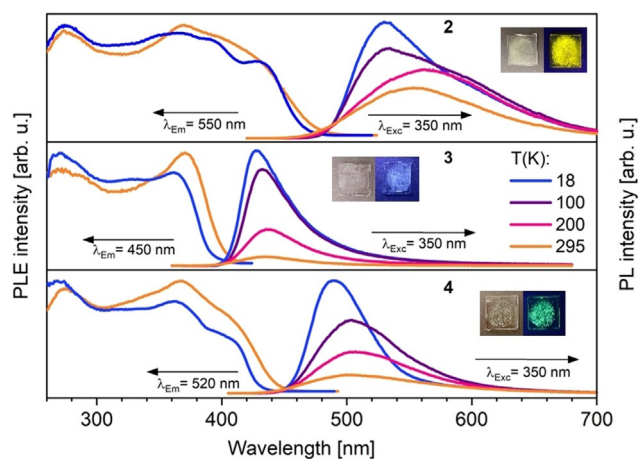 PLE intensity [arb. u.]
PL intensity [arb. u.]
2
λEm= 550 nm
λExc= 350 nm
3
T(K):
18
100
200
295
λEm= 450 nm
λExc= 350 nm
4
λEm= 520 nm
λExc= 350 nm
300 400 500 600 700
Wavelength [nm]